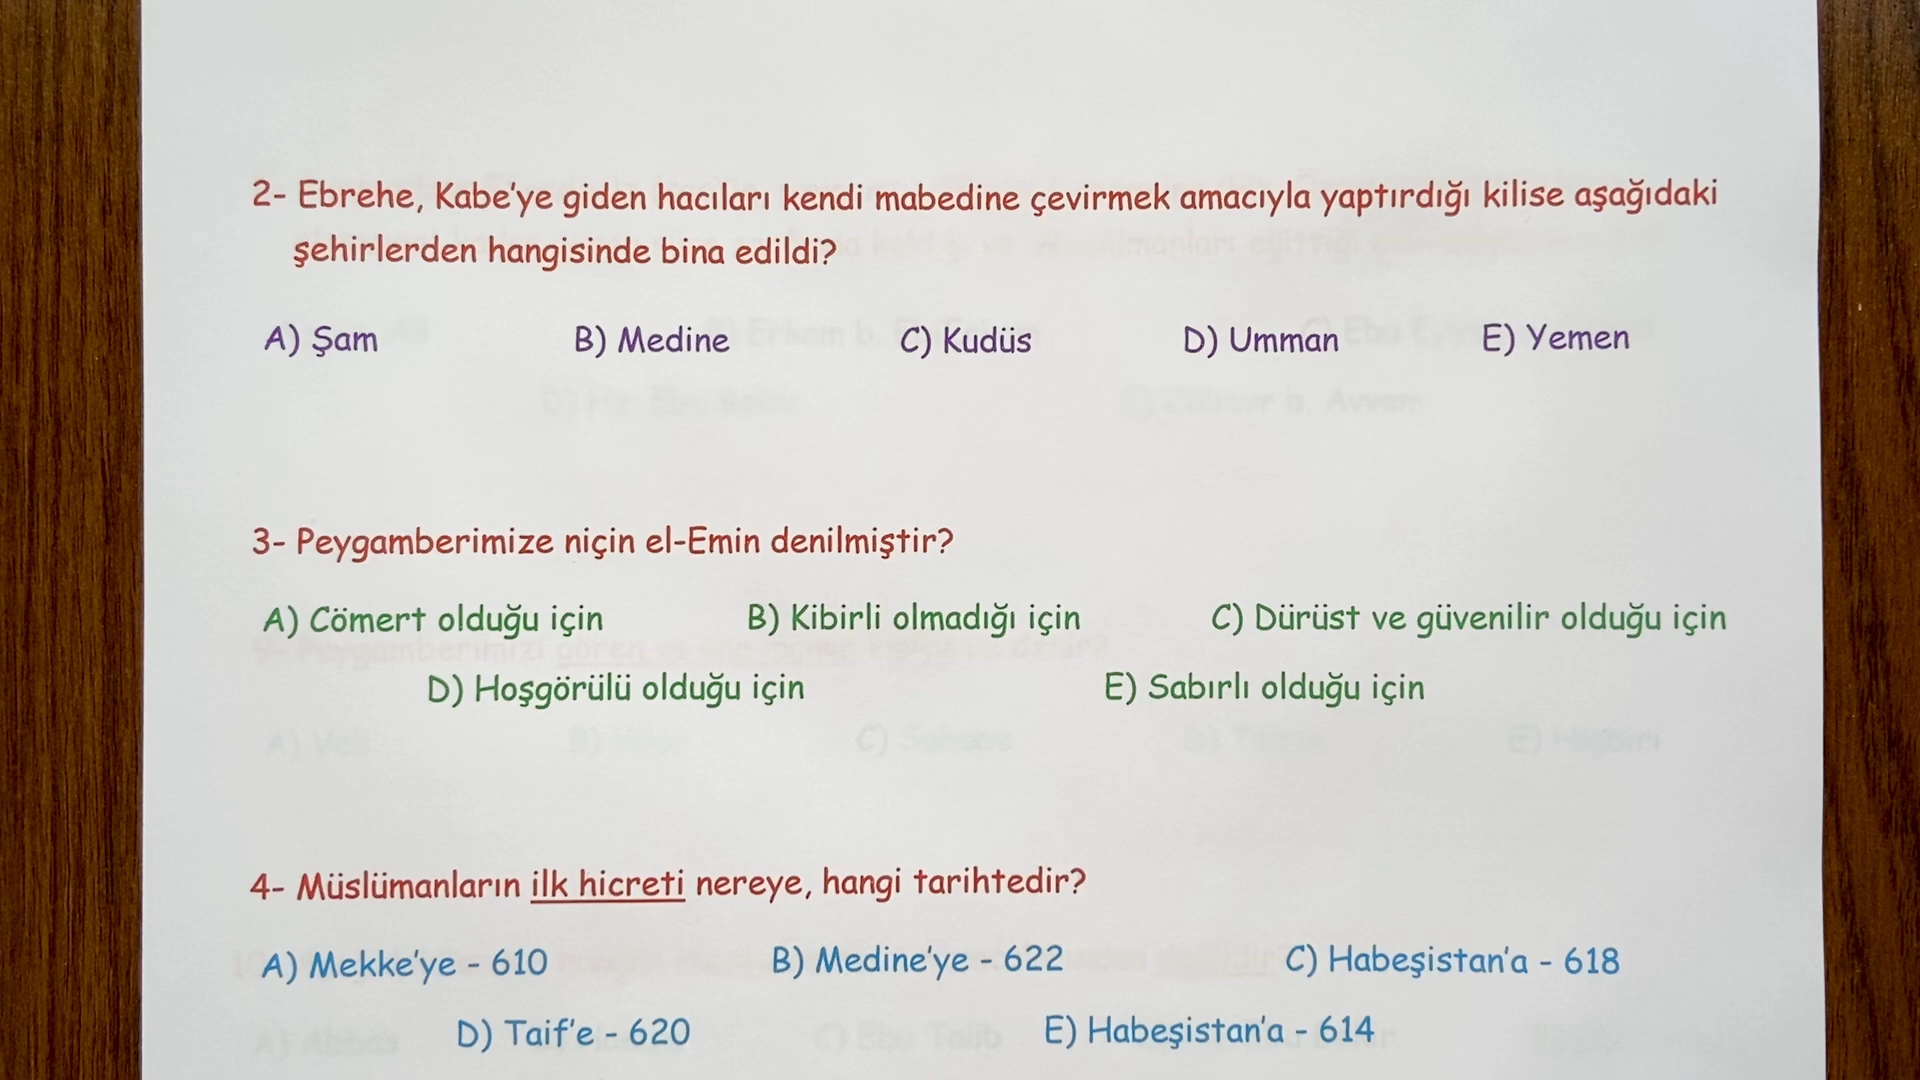 2- Ebrehe, Kabe'ye giden hacıları kendi mabedine çevirmek amacıyla yaptırdığı kilise aşağıdaki
şehirlerden hangisinde bina edildi?
A) Şam B) Medine C) Kudüs D) Umman E) Yemen
3- Peygamberimize niçin el-Emin denilmiştir?
A) Cömert olduğu için B) Kibirli olmadığı için C) Dürüst ve güvenilir olduğu için
D) Hoşgörülü olduğu için E) Sabırlı olduğu için
4- Müslümanların ilk hicreti nereye, hangi tarihtedir?
A) Mekke'ye - 610 B) Medine'ye - 622 C) Habeşistan'a - 618
D) Taif'e - 620 E) Habeşistan'a - 614